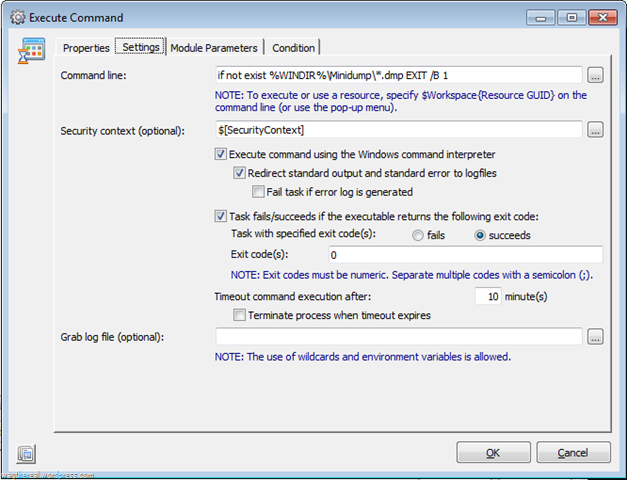 Execute Command
Properties Settings Module Parameters Condition
Command line: if not exist %WINDIR%\Minidump\*.dmp EXIT /B 1 ...
NOTE: To execute or use a resource, specify $Workspace{Resource GUID} on the
command line (or use the pop-up menu).
Security context (optional): $[SecurityContext] ...
Execute command using the Windows command interpreter
Redirect standard output and standard error to logfiles
Fail task if error log is generated
Task fails/succeeds if the executable returns the following exit code:
Task with specified exit code(s): fails succeeds
Exit code(s): 0
NOTE: Exit codes must be numeric. Separate multiple codes with a semicolon (;).
Timeout command execution after: 10 minute(s)
Terminate process when timeout expires
Grab log file (optional): ...
NOTE: The use of wildcards and environment variables is allowed.
OK Cancel